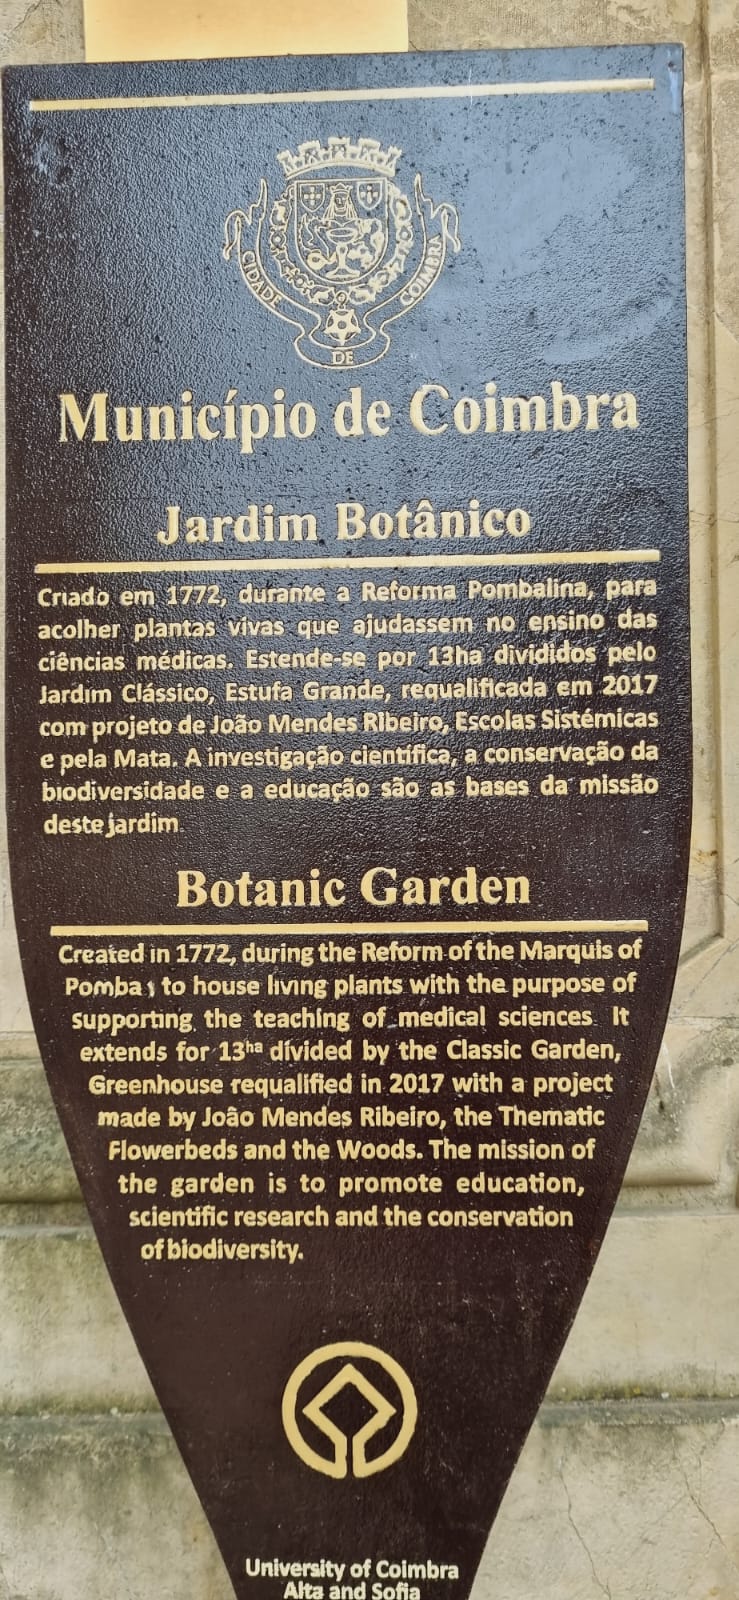 CIDADE DE COIMBRA
Município de Coimbra
Jardim Botânico
Criado em 1772, durante a Reforma Pombalina, para
acolher plantas vivas que ajudassem no ensino das
ciências médicas. Estende-se por 13ha divididos pelo
Jardim Clássico, Estufa Grande, requalificada em 2017
com projeto de João Mendes Ribeiro, Escolas Sistémicas
e pela Mata. A investigação científica, a conservação da
biodiversidade e a educação são as bases da missão
deste jardim
Botanic Garden
Created in 1772, during the Reform of the Marquis of
Pomba, to house living plants with the purpose of
supporting the teaching of medical sciences It
extends for 13ha divided by the Classic Garden,
Greenhouse requalified in 2017 with a project
made by João Mendes Ribeiro, the Thematic
Flowerbeds and the Woods. The mission of
the garden is to promote education,
scientific research and the conservation
of biodiversity.
University of Coimbra
Alta and Sofia